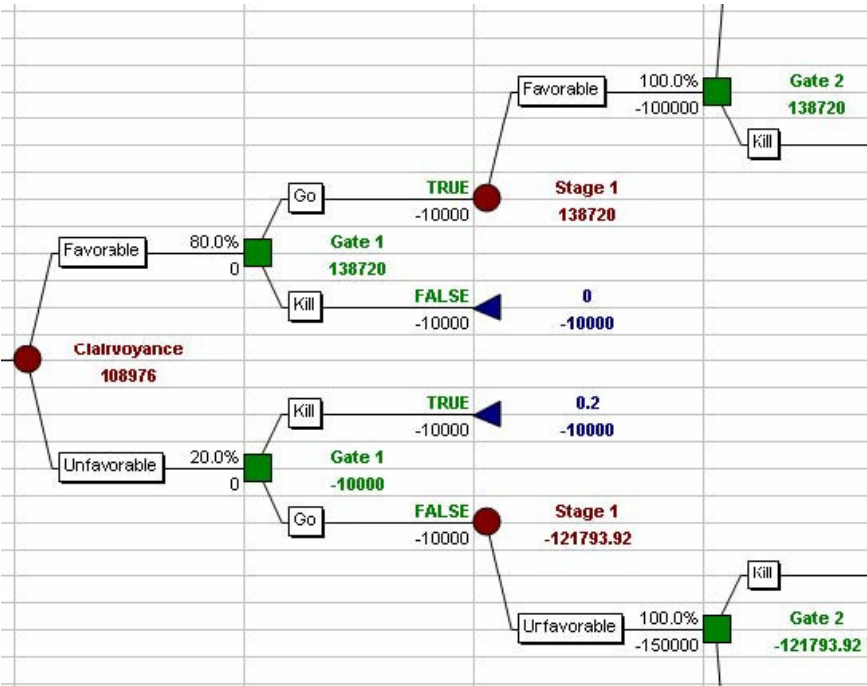 Favorable 100.0% Gate 2
-100000 138720
Kill
Go TRUE Stage 1
-10000 138720
Favorable 80.0% Gate 1
0 138720
Kill FALSE 0
-10000 -10000
Clairvoyance
108976
Kill TRUE 0.2
-10000 -10000
Unfavorable 20.0% Gate 1
0 -10000
Go FALSE Stage 1
-10000 -121793.92
Kill
Unfavorable 100.0% Gate 2
-150000 -121793.92